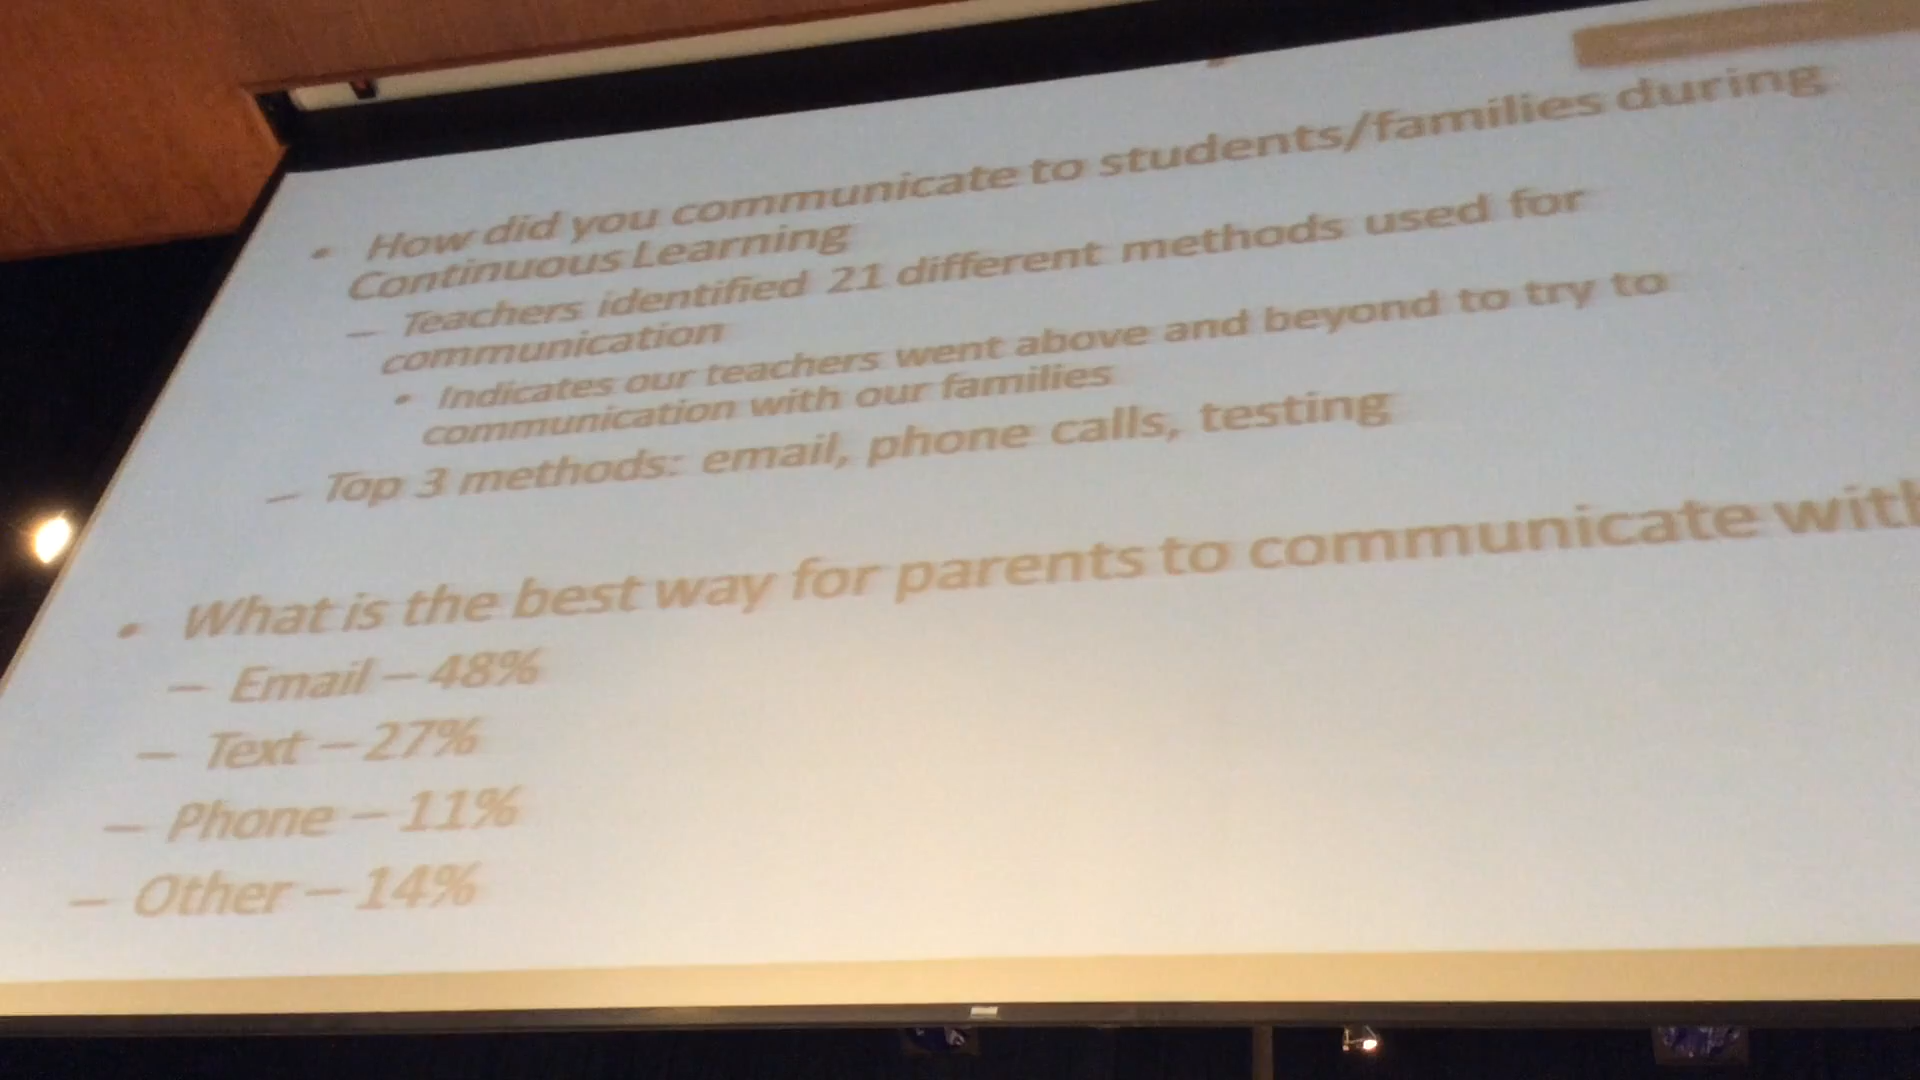 • How did you communicate to students/families during
Continuous Learning
– Teachers identified 21 different methods used for
communication
• Indicates our teachers went above and beyond to try to
communication with our families
– Top 3 methods: email, phone calls, testing
• What is the best way for parents to communicate with
– Email – 48%
– Text – 27%
– Phone – 11%
– Other – 14%